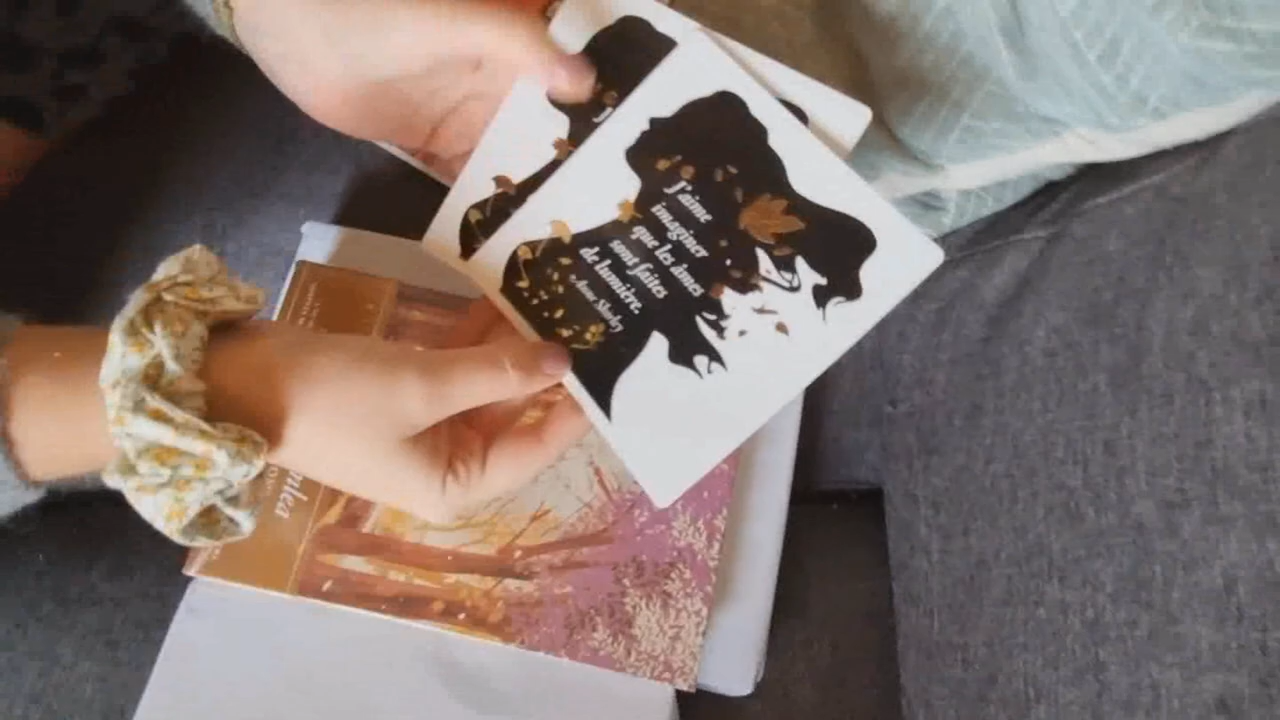 J'aime
imaginer
que les âmes
sont faites
de lumière.
Anne Shirley